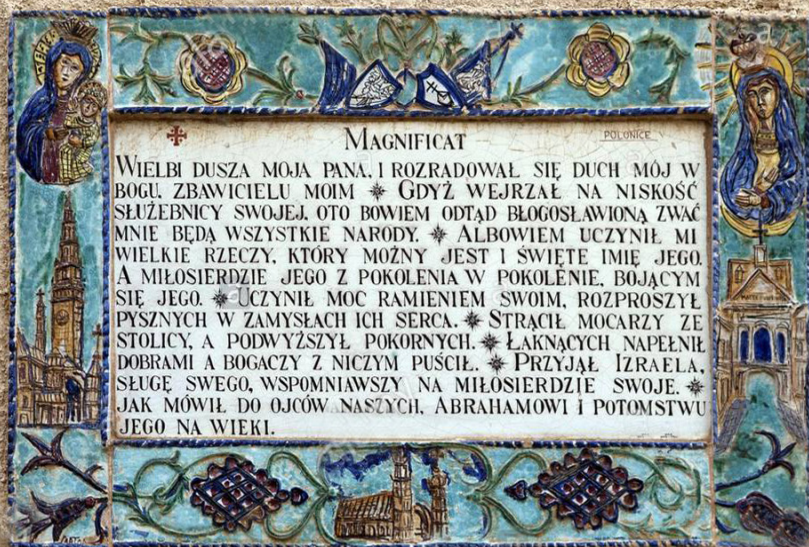 MAGNIFICAT
POLONICE
WIELBI DUSZA MOJA PANA, I ROZRADOWAŁ SIĘ DUCH MÓJ W
BOGU, ZBAWICIELU MOIM ✴ GDYŻ WEJRZAŁ NA NISKOŚĆ
SŁUŻEBNICY SWOJEJ, OTO BOWIEM ODTĄD BŁOGOSŁAWIONĄ ZWAĆ
MNIE BĘDĄ WSZYSTKIE NARODY. ✴ ALBOWIEM UCZYNIŁ MI
WIELKIE RZECZY, KTÓRY MOŻNY JEST I ŚWIĘTE IMIĘ JEGO,
A MIŁOSIERDZIE JEGO Z POKOLENIA W POKOLENIE, BOJĄCYM
SIĘ JEGO. ✴ UCZYNIŁ MOC RAMIENIEM SWOIM, ROZPROSZYŁ
PYSZNYCH W ZAMYSŁACH ICH SERCA. ✴ STRĄCIŁ MOCARZY ZE
STOLICY, A PODWYŻSZYŁ POKORNYCH. ✴ ŁAKNĄCYCH NAPEŁNIŁ
DOBRAMI A BOGACZY Z NICZYM PUŚCIŁ. ✴ PRZYJĄŁ IZRAELA,
SŁUGĘ SWEGO, WSPOMNIAWSZY NA MIŁOSIERDZIE SWOJE. ✴
JAK MÓWIŁ DO OJCÓW NASZYCH, ABRAHAMOWI I POTOMSTWU
JEGO NA WIEKI.